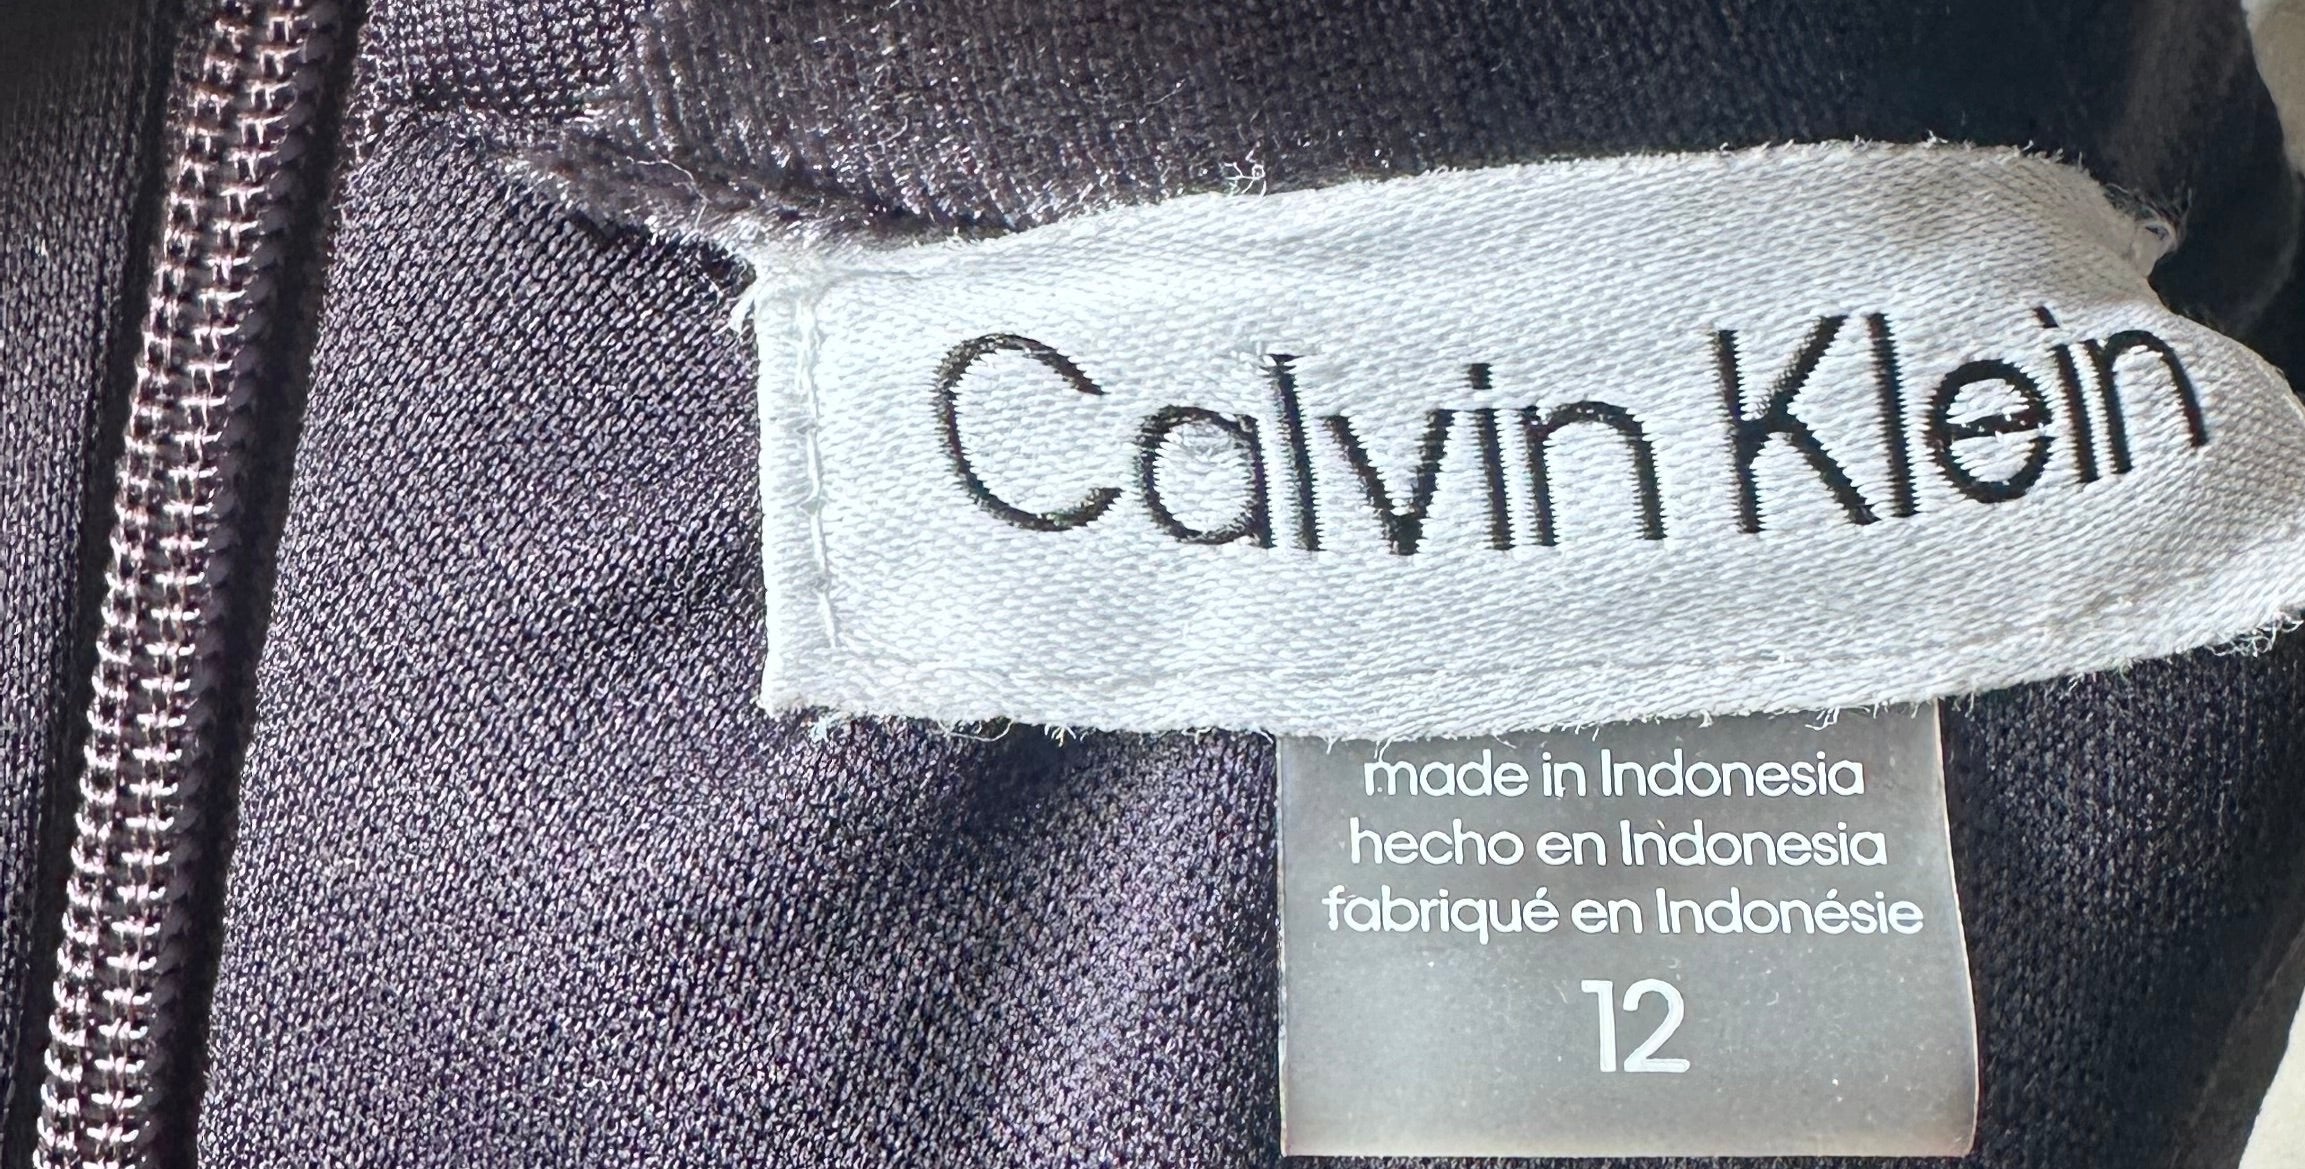 Calvin Klein
made in Indonesia
hecho en Indonesia
fabriqué en Indonésie
12